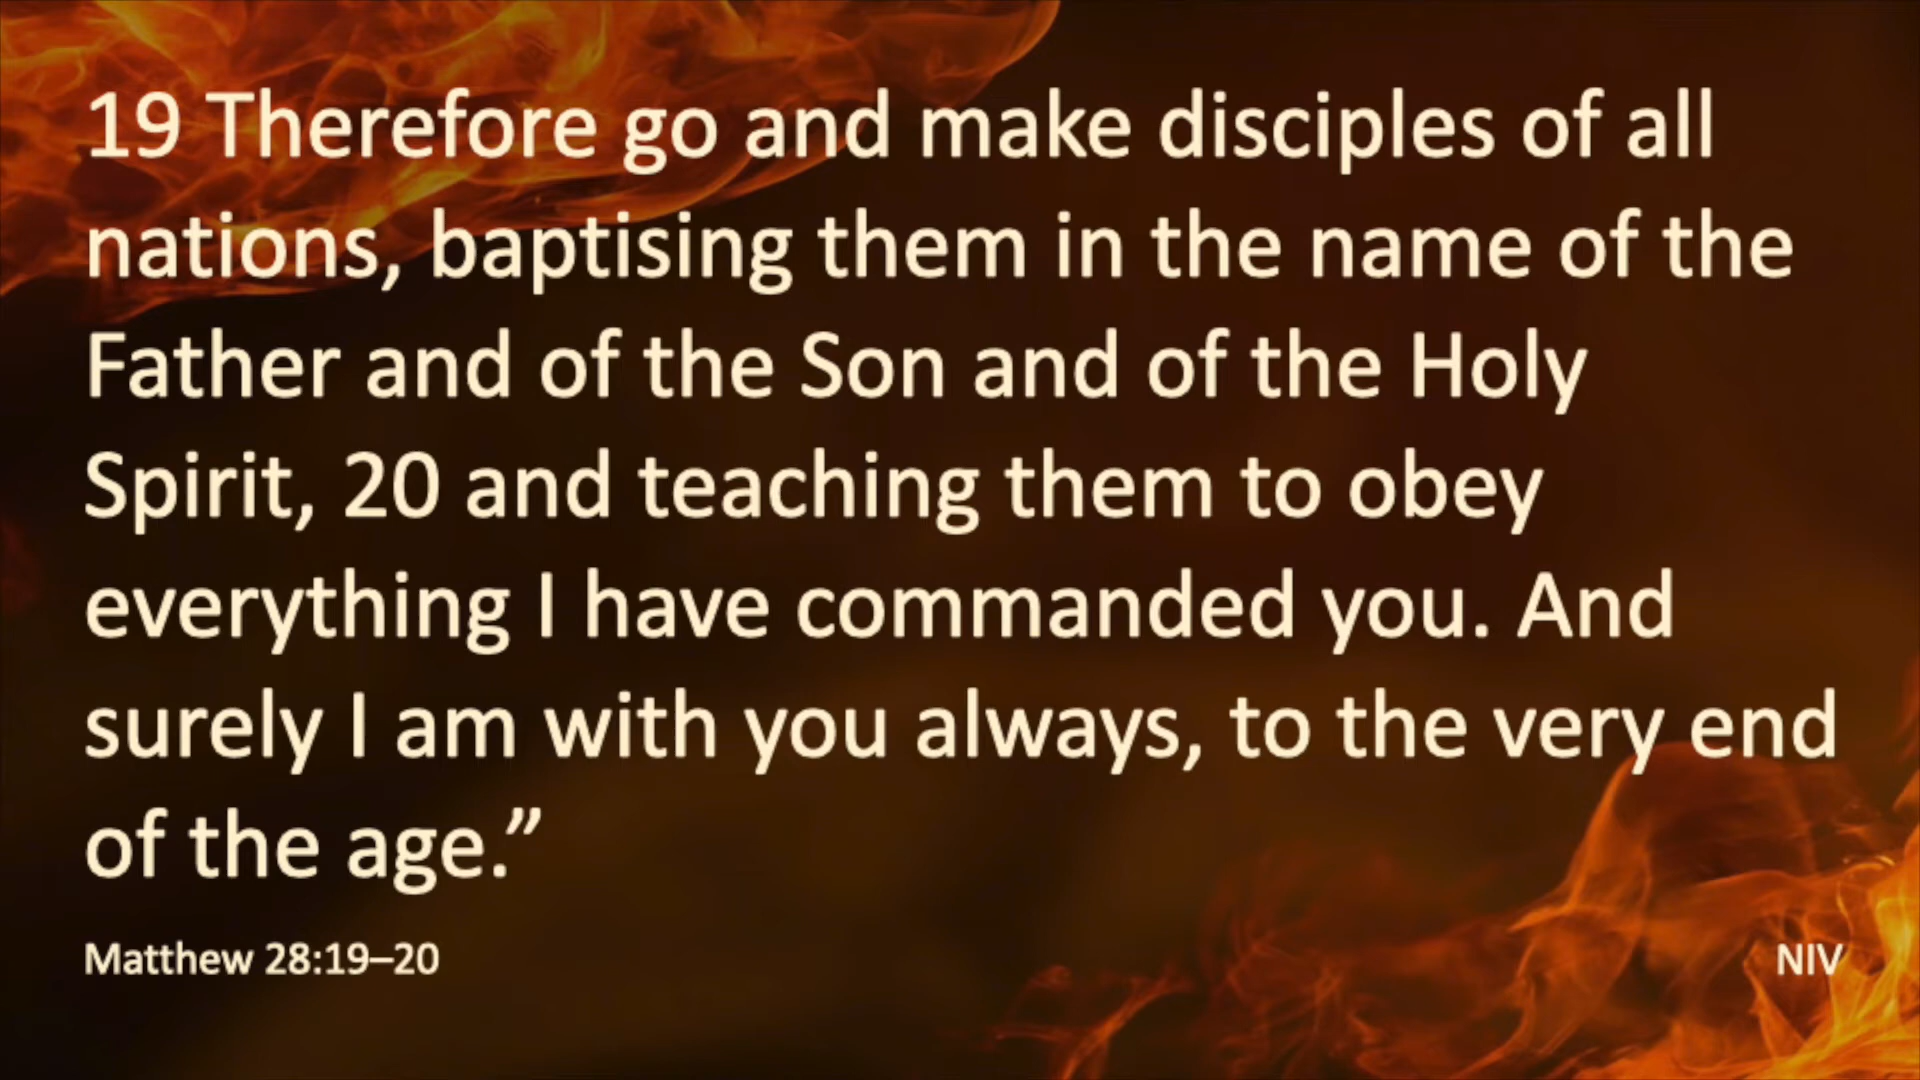 19 Therefore go and make disciples of all
nations, baptising them in the name of the
Father and of the Son and of the Holy
Spirit, 20 and teaching them to obey
everything I have commanded you. And
surely I am with you always, to the very end
of the age.”
Matthew 28:19–20
NIV